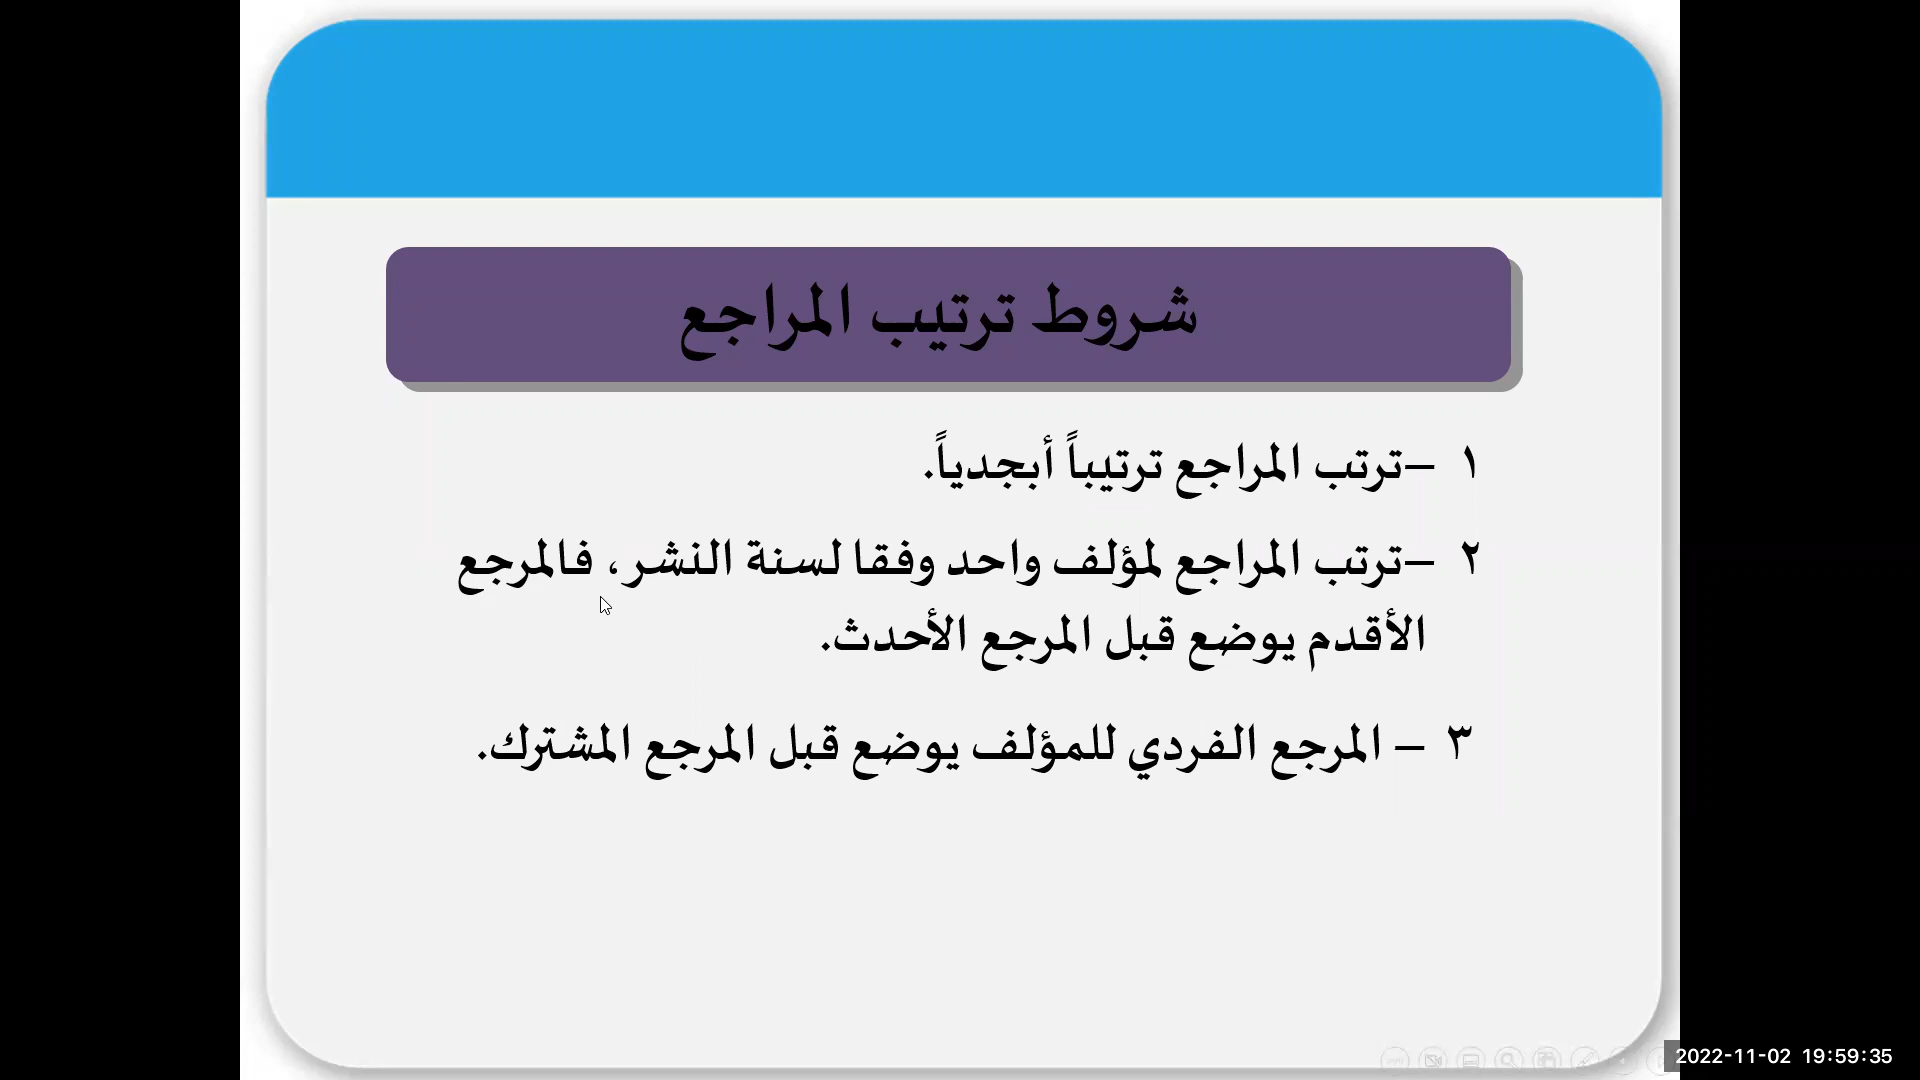 شروط ترتيب المراجع
١ –ترتب المراجع ترتيباً أبجدياً.
٢ –ترتب المراجع لمؤلف واحد وفقا لسنة النشر، فالمرجع
الأقدم يوضع قبل المرجع الأحدث.
٣ – المرجع الفردي للمؤلف يوضع قبل المرجع المشترك.
2022-11-02 19:59:35